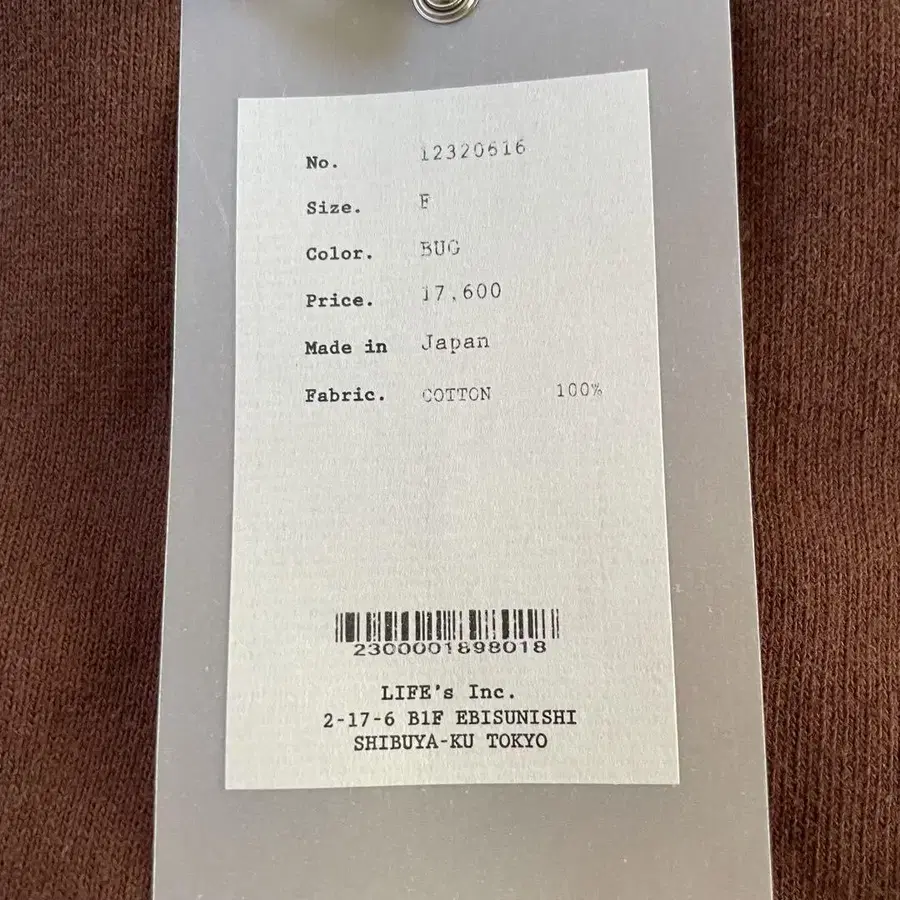 No. 12320616
Size. F
Color. BUG
Price. 17,600
Made in Japan
Fabric. COTTON 100%
2300001898018
LIFE's Inc.
2-17-6 B1F EBISUNISHI
SHIBUYA-KU TOKYO